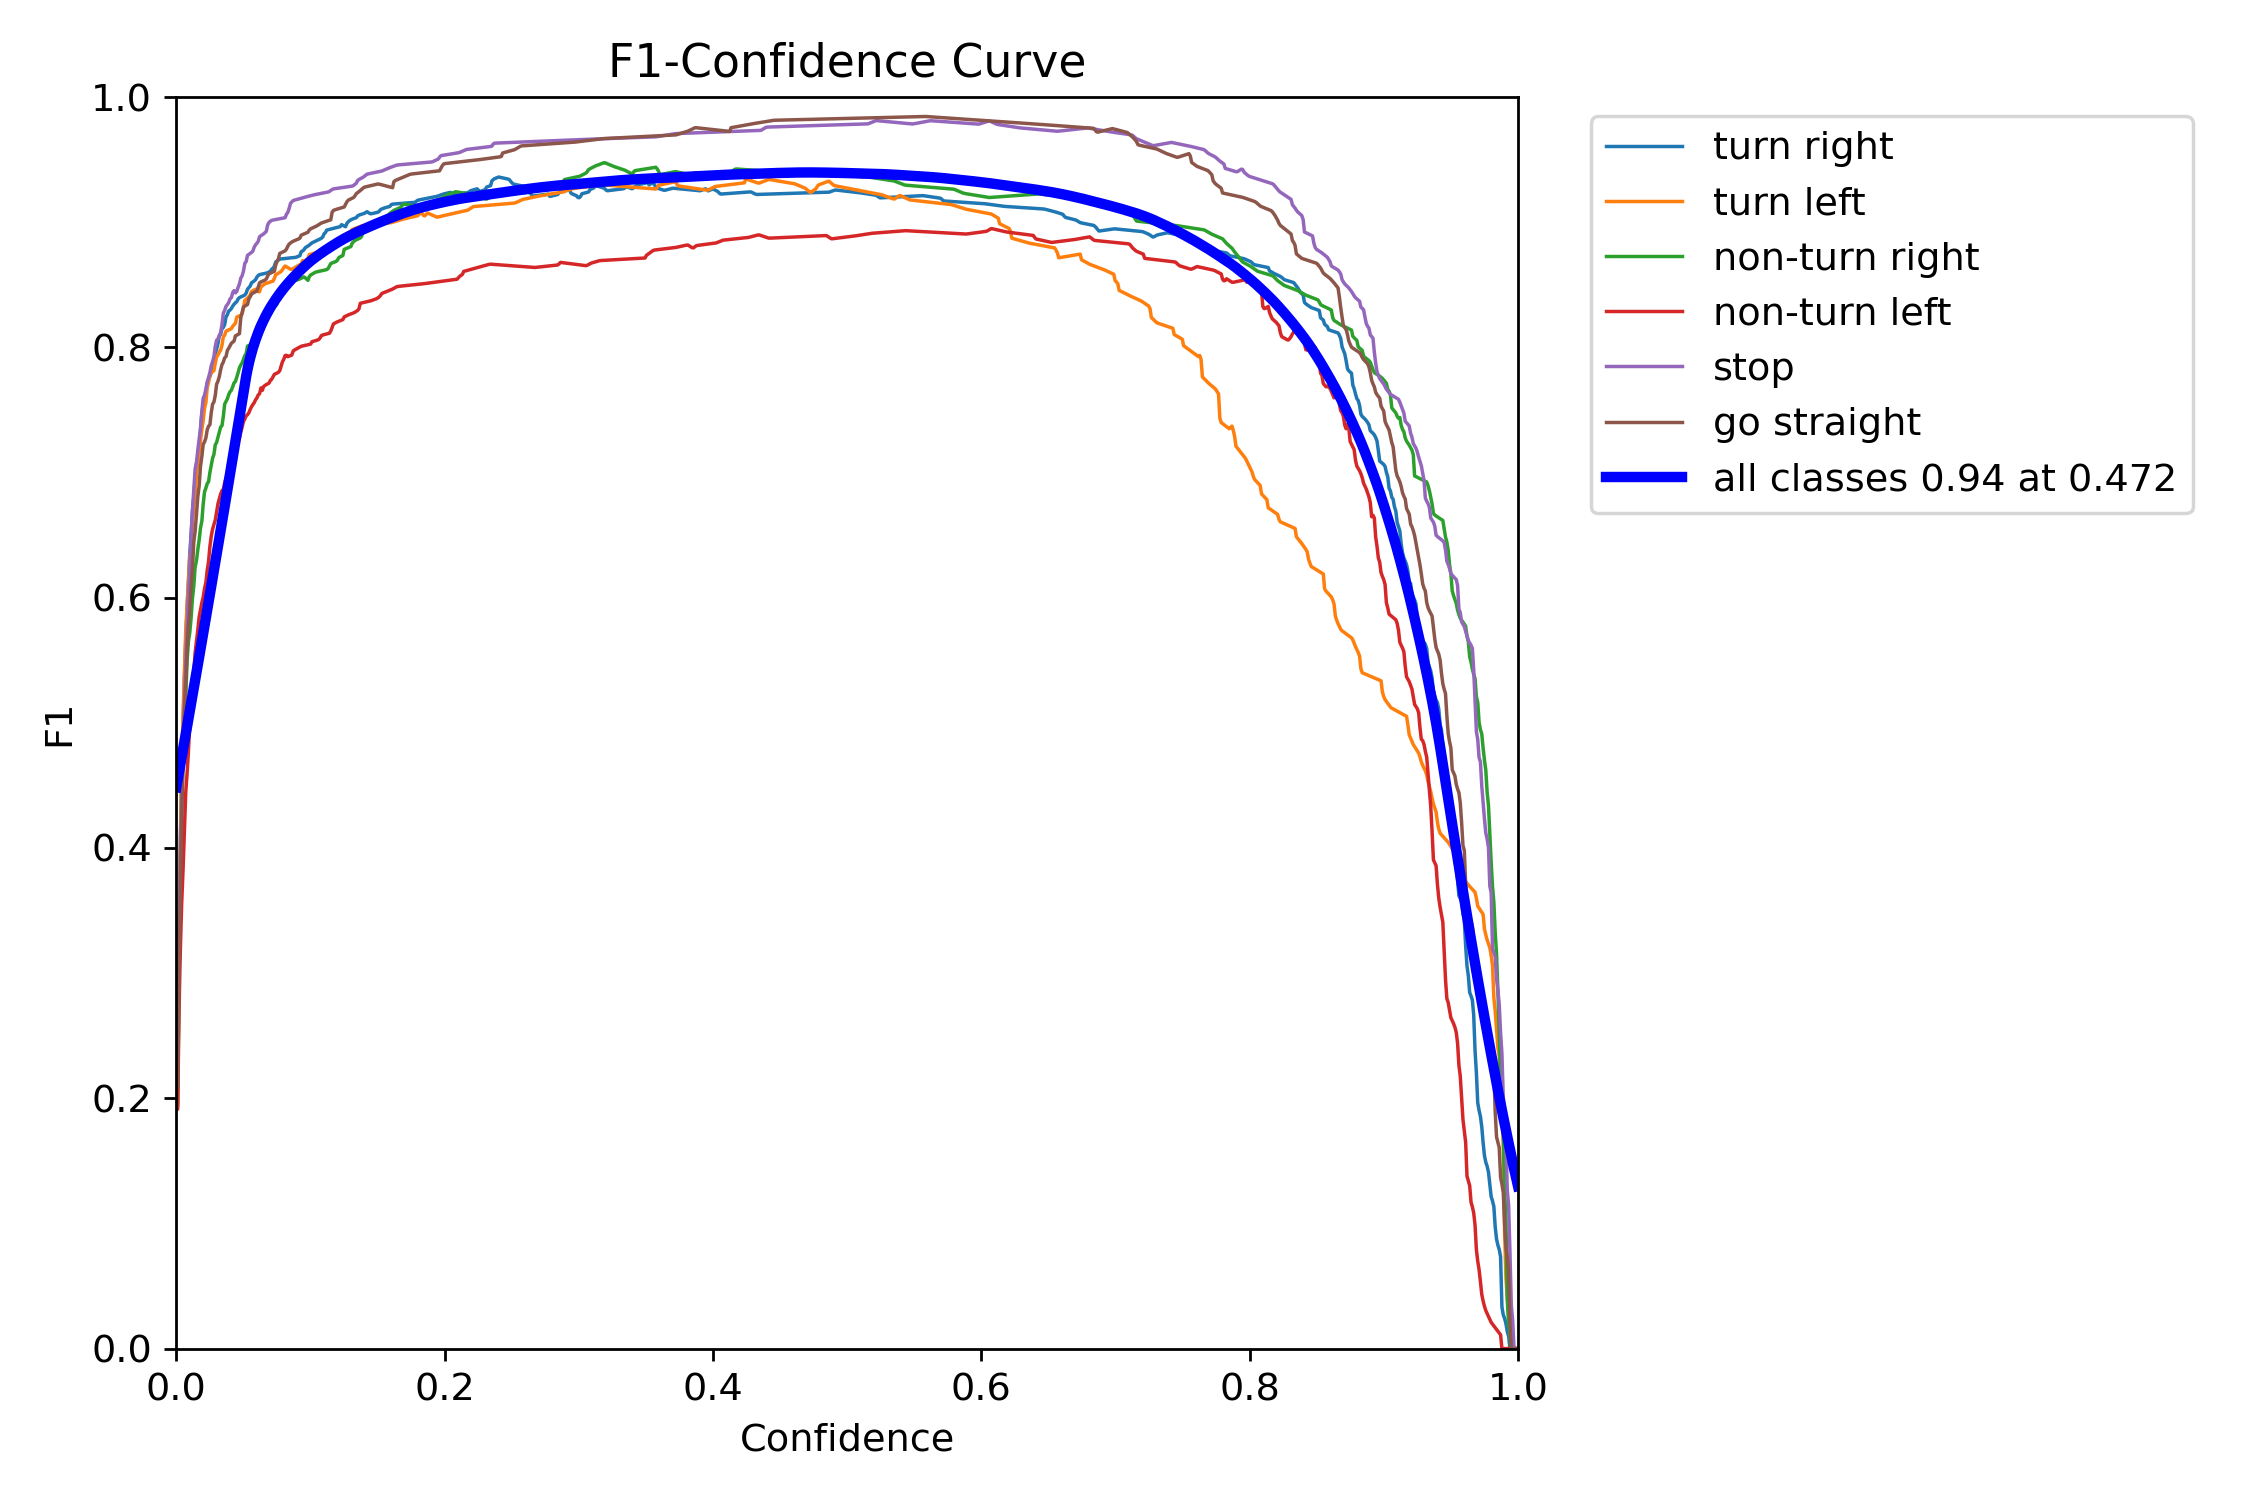 F1-Confidence Curve
1.0
0.8
0.6
0.4
0.2
0.0
F1
0.0 0.2 0.4 0.6 0.8 1.0
Confidence
turn right
turn left
non-turn right
non-turn left
stop
go straight
all classes 0.94 at 0.472